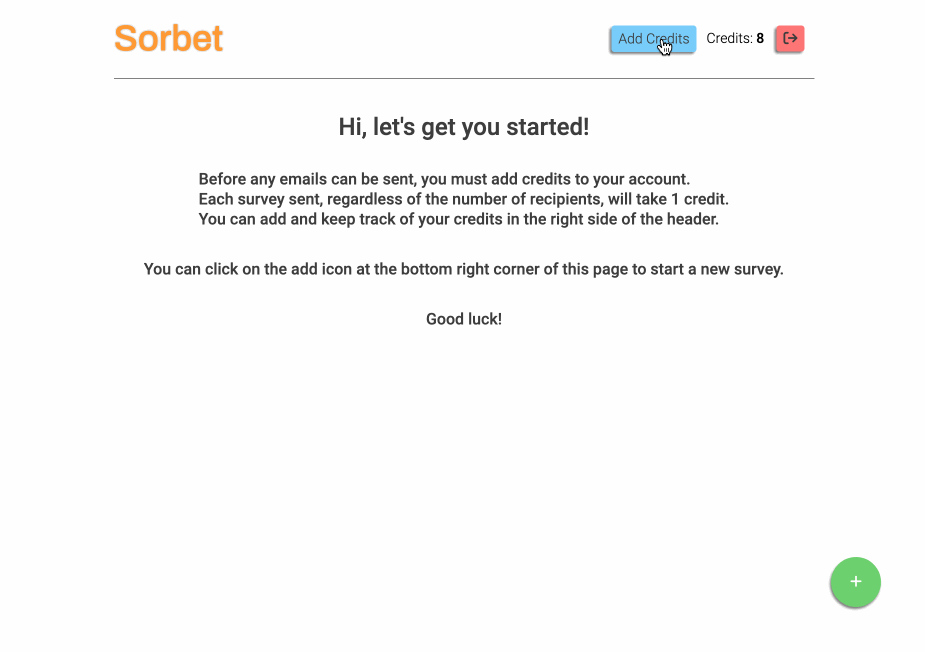 Sorbet
Add Credits
Credits: 8
Hi, let's get you started!
Before any emails can be sent, you must add credits to your account.
Each survey sent, regardless of the number of recipients, will take 1 credit.
You can add and keep track of your credits in the right side of the header.
You can click on the add icon at the bottom right corner of this page to start a new survey.
Good luck!
+